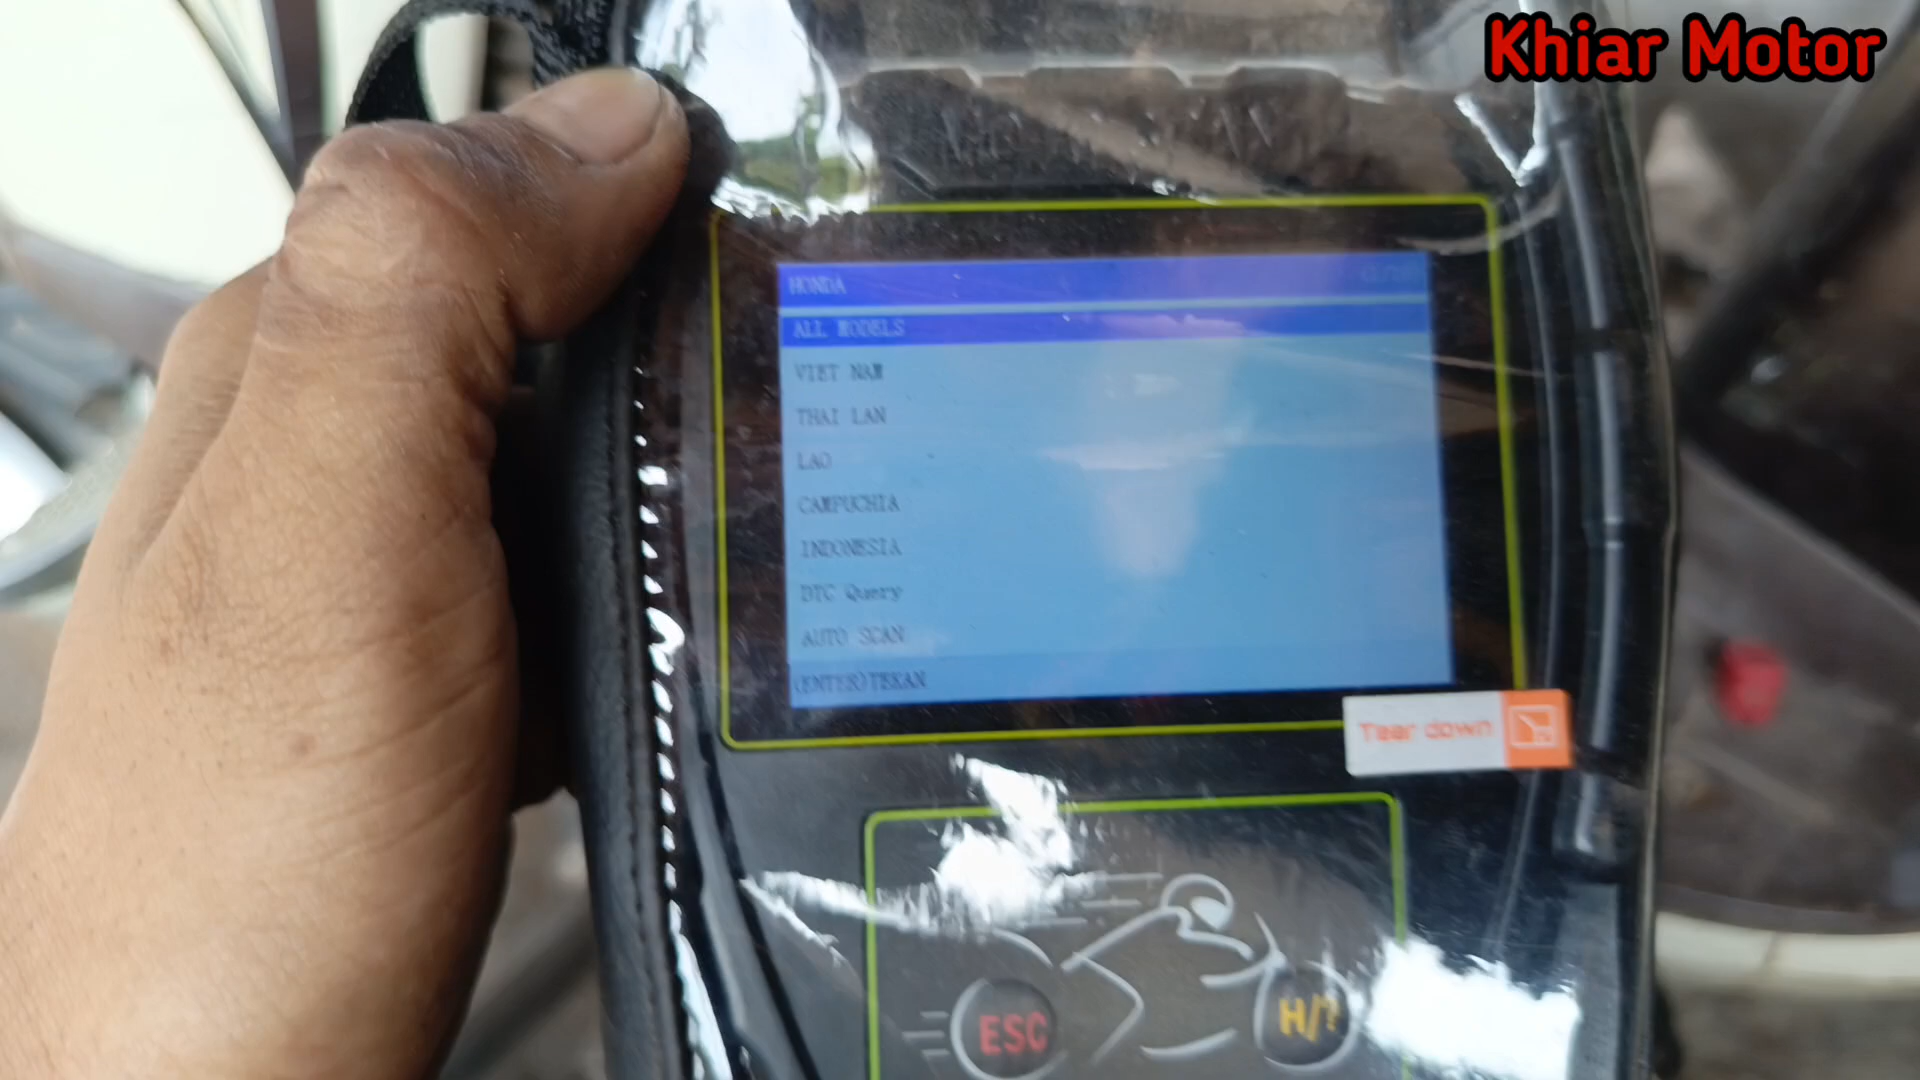 Khiar Motor
HONDA
ALL MODELS
VIET NAM
THAI LAN
LAO
CAMPUCHIA
INDONESIA
DTC Query
AUTO SCAN
(ENTER)TEKAN
Tear down
ESC
H/?